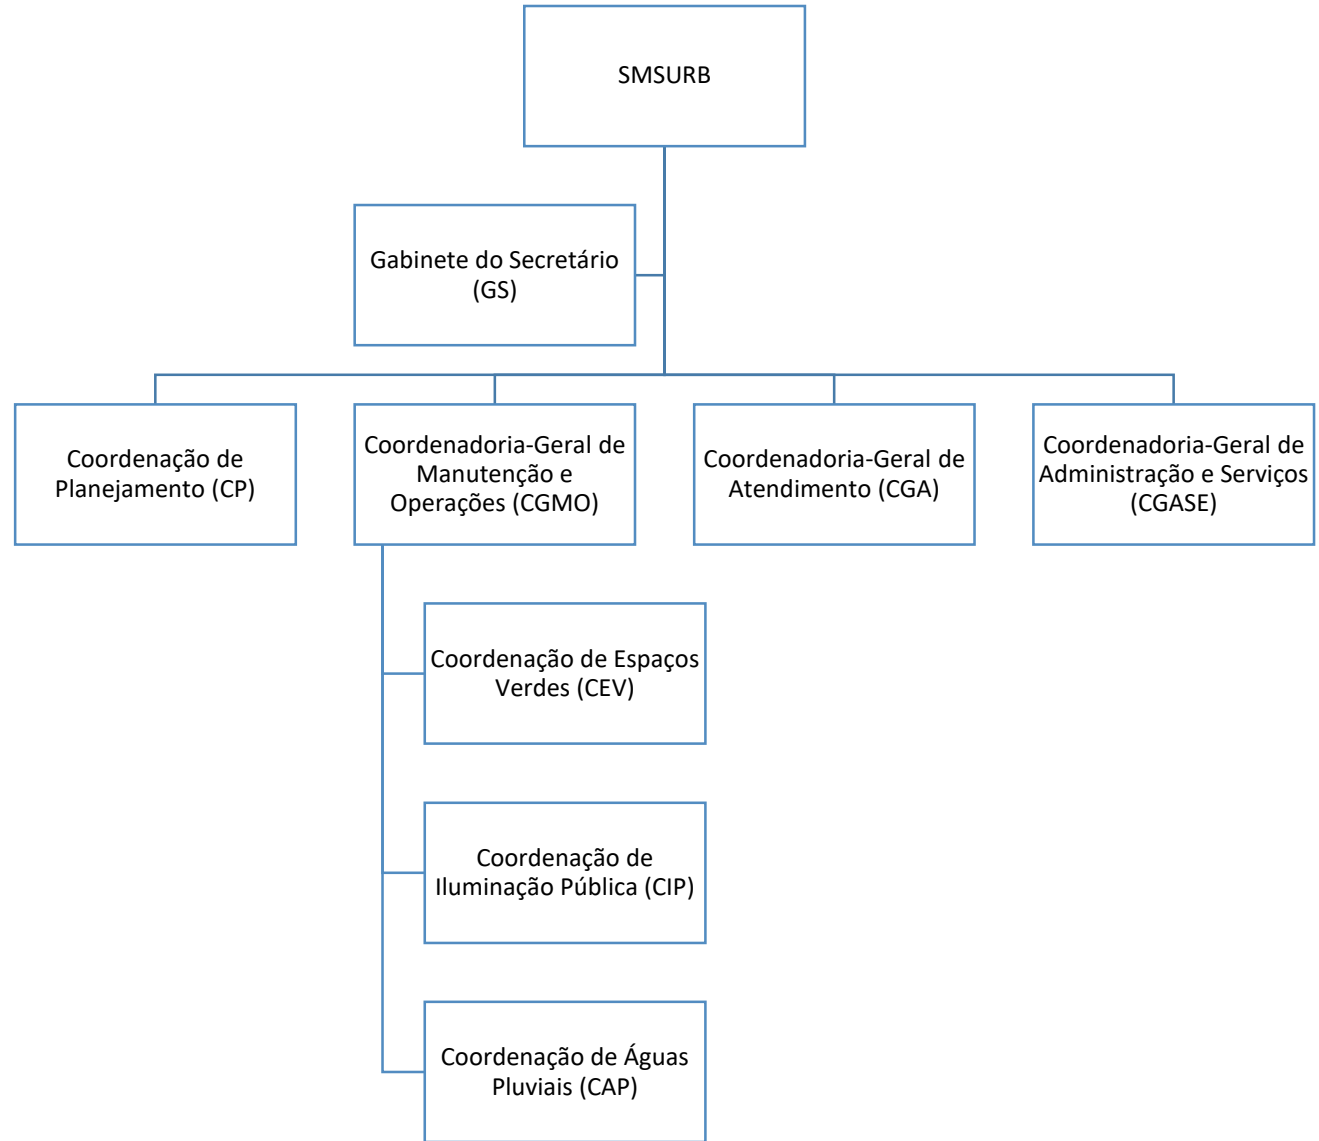 SMSURB
Gabinete do Secretário
(GS)
Coordenação de
Planejamento (CP)
Coordenadoria-Geral de
Manutenção e
Operações (CGMO)
Coordenadoria-Geral de
Atendimento (CGA)
Coordenadoria-Geral de
Administração e Serviços
(CGASE)
Coordenação de Espaços
Verdes (CEV)
Coordenação de
Iluminação Pública (CIP)
Coordenação de Águas
Pluviais (CAP)